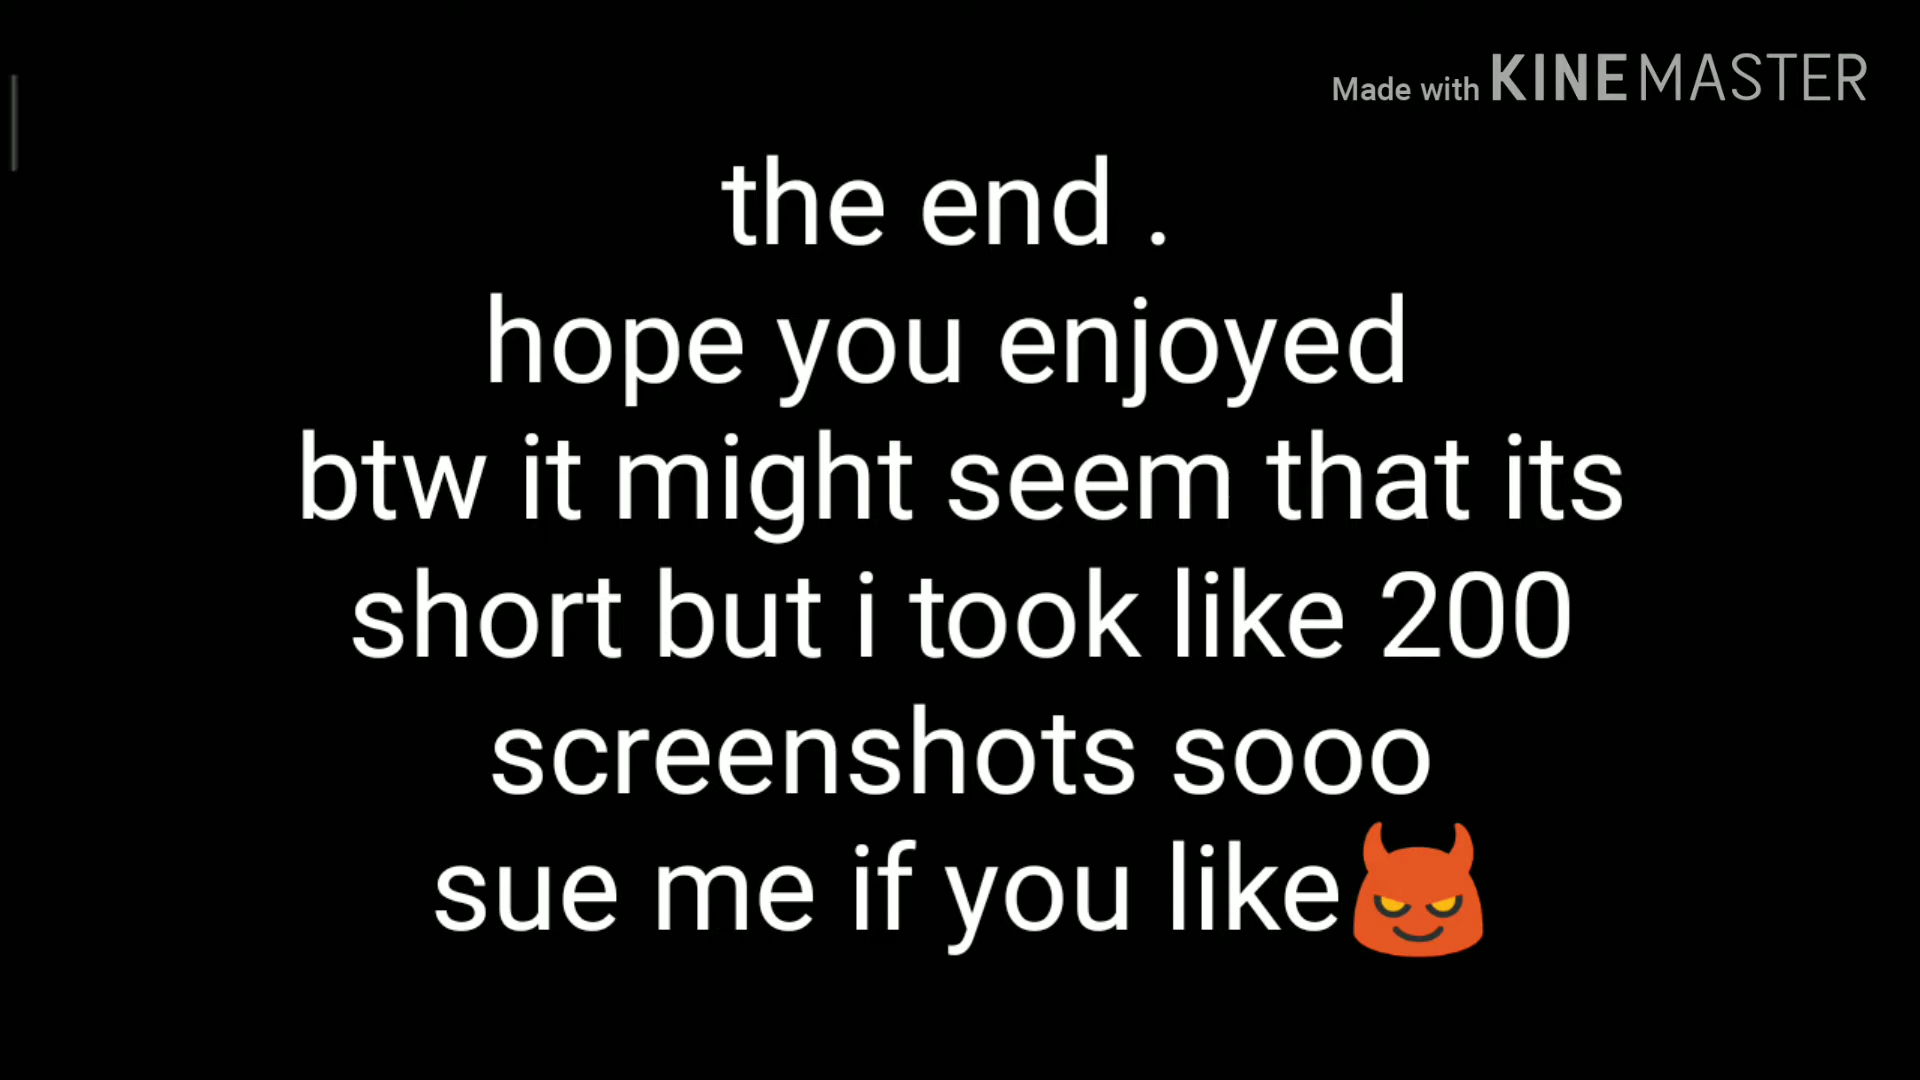 Made with KINEMASTER
the end .
hope you enjoyed
btw it might seem that its
short but i took like 200
screenshots sooo
sue me if you like😈